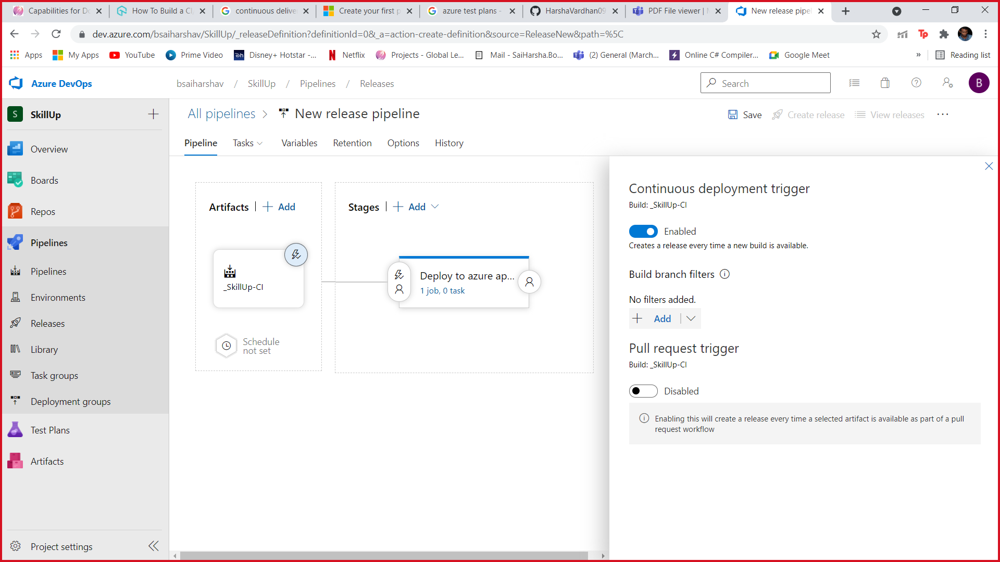 Capabilities for Do
How To Build a CI
continuous delive
Create your first p
azure test plans -
HarshaVardhan09
PDF File viewer |
New release pipel
dev.azure.com/bsaiharshav/SkillUp/_releaseDefinition?definitionId=0&_a=action-create-definition&source=ReleaseNew&path=%5C
Tp
Apps
My Apps
YouTube
Prime Video
Disney+ Hotstar -...
Netflix
Projects - Global Le...
Mail - SaiHarsha.Bo...
(2) General (March...
Online C# Compiler...
Google Meet
»
Reading list
Azure DevOps
bsaiharshav / SkillUp / Pipelines / Releases
Search
B
S
SkillUp
Overview
Boards
Repos
Pipelines
Pipelines
Environments
Releases
Library
Task groups
Deployment groups
Test Plans
Artifacts
Project settings
All pipelines > New release pipeline
Save
Create release
View releases
...
Pipeline
Tasks
Variables
Retention
Options
History
Artifacts | + Add
_SkillUp-CI
Schedule
not set
Stages | + Add
Deploy to azure ap...
1 job, 0 task
Continuous deployment trigger
Build: _SkillUp-CI
Enabled
Creates a release every time a new build is available.
Build branch filters
No filters added.
+ Add
Pull request trigger
Build: _SkillUp-CI
Disabled
Enabling this will create a release every time a selected artifact is available as part of a pull
request workflow